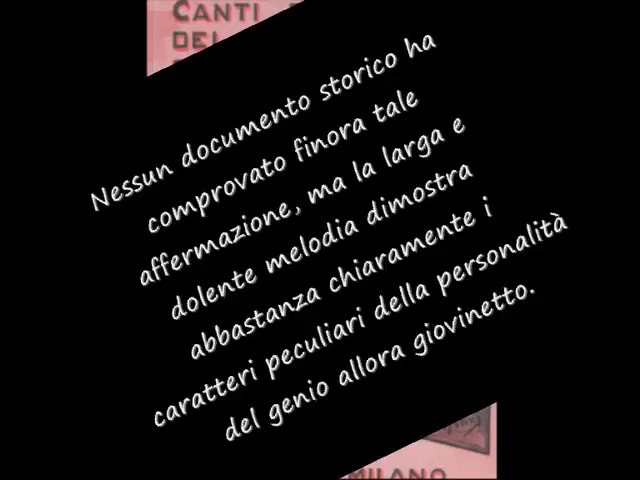 CANTI
DEI
Nessun documento storico ha
comprovato finora tale
affermazione, ma la larga e
dolente melodia dimostra
abbastanza chiaramente i
caratteri peculiari della personalità
del genio allora giovinetto.
MILANO